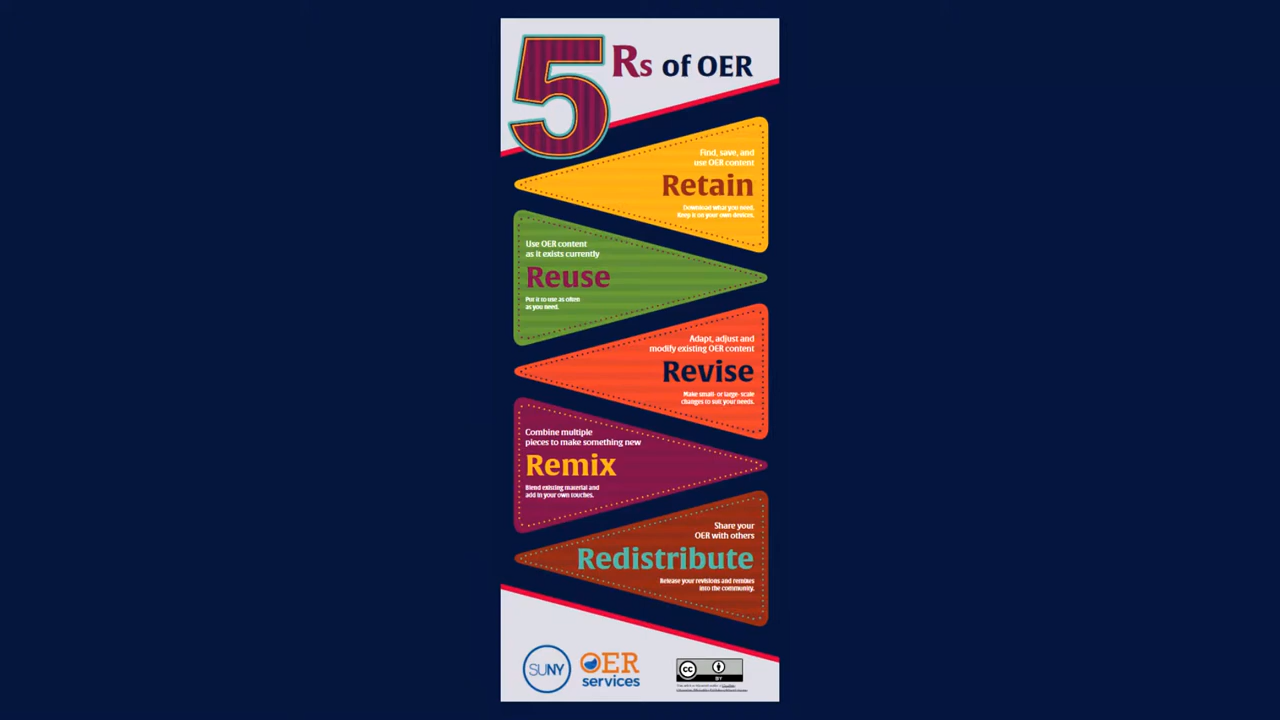 5 Rs of OER
Find, save, and
use OER content
Retain
Download what you need.
Keep it on your own devices.
Use OER content
as it exists currently
Reuse
Put it to use as often
as you need.
Adapt, adjust and
modify existing OER content
Revise
Make small- or large- scale
changes to suit your needs.
Combine multiple
pieces to make something new
Remix
Blend existing material and
add in your own touches.
Share your
OER with others
Redistribute
Release your revisions and remixes
into the community.
SUNY
OER
services
CC
BY